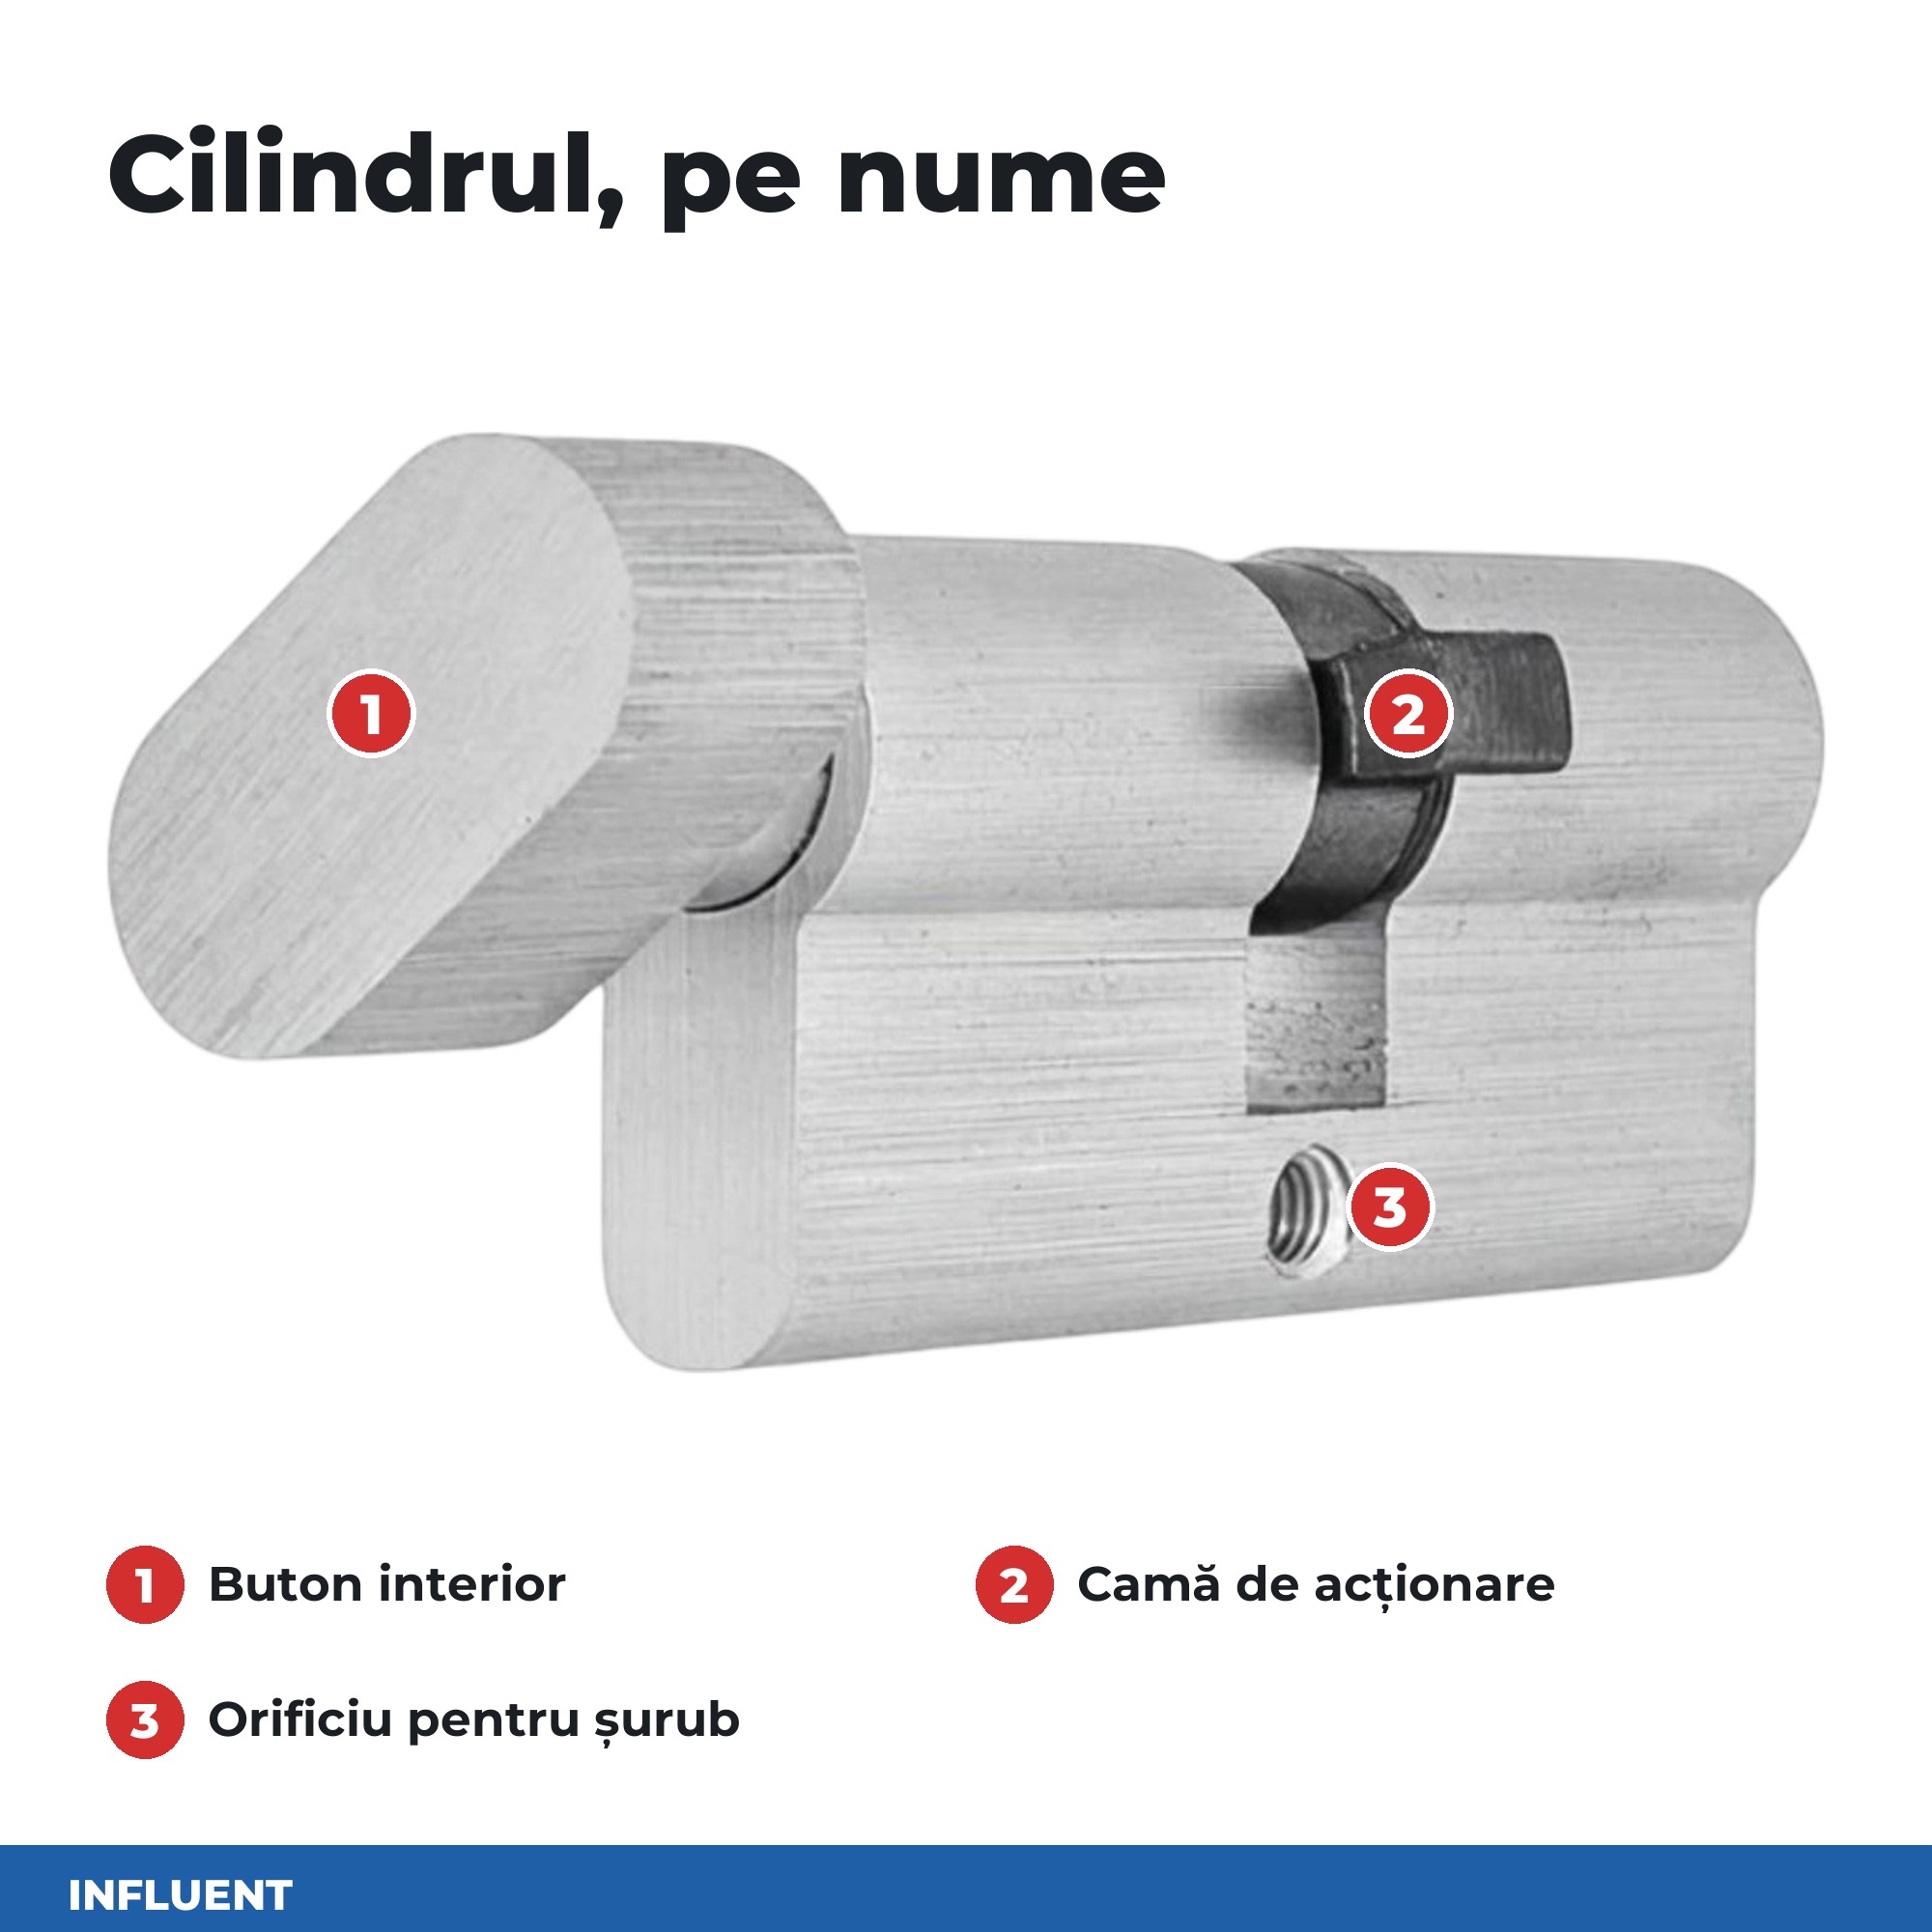 Cilindrul, pe nume
1
2
3
1 Buton interior
2 Camă de acționare
3 Orificiu pentru șurub
INFLUENT